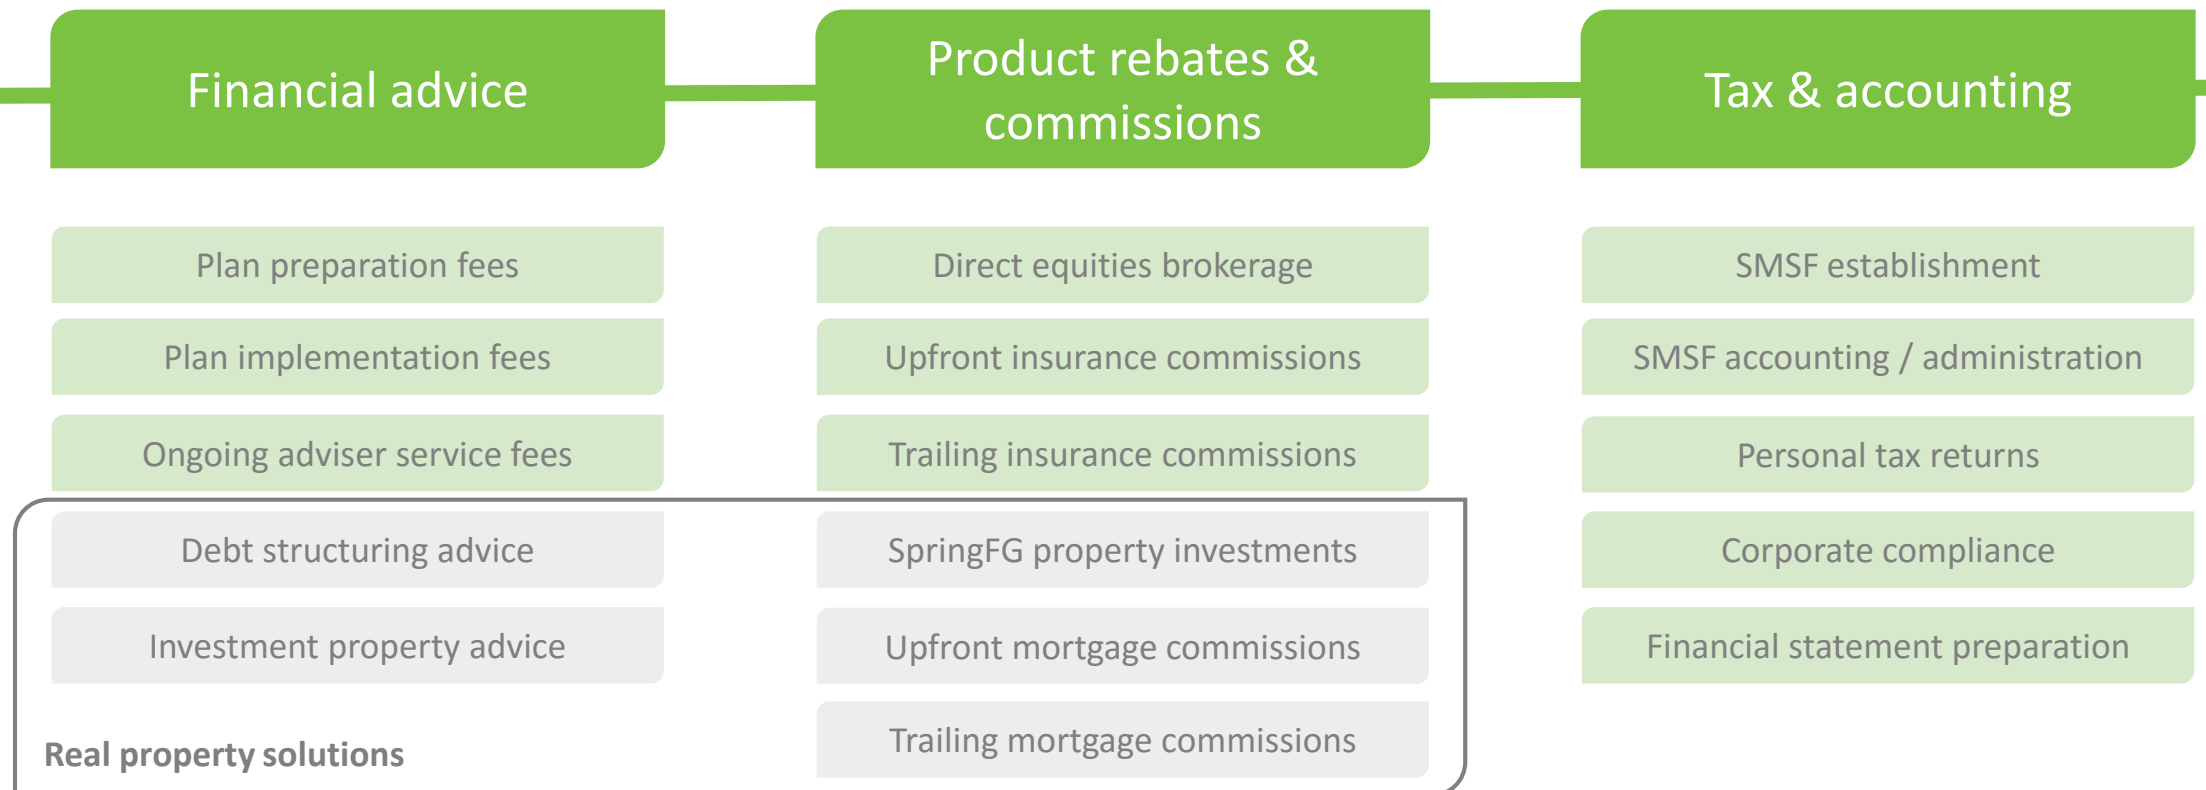 Financial advice
Plan preparation fees
Plan implementation fees
Ongoing adviser service fees
Debt structuring advice
Investment property advice
Real property solutions
Product rebates &
commissions
Direct equities brokerage
Upfront insurance commissions
Trailing insurance commissions
SpringFG property investments
Upfront mortgage commissions
Trailing mortgage commissions
Tax & accounting
SMSF establishment
SMSF accounting / administration
Personal tax returns
Corporate compliance
Financial statement preparation